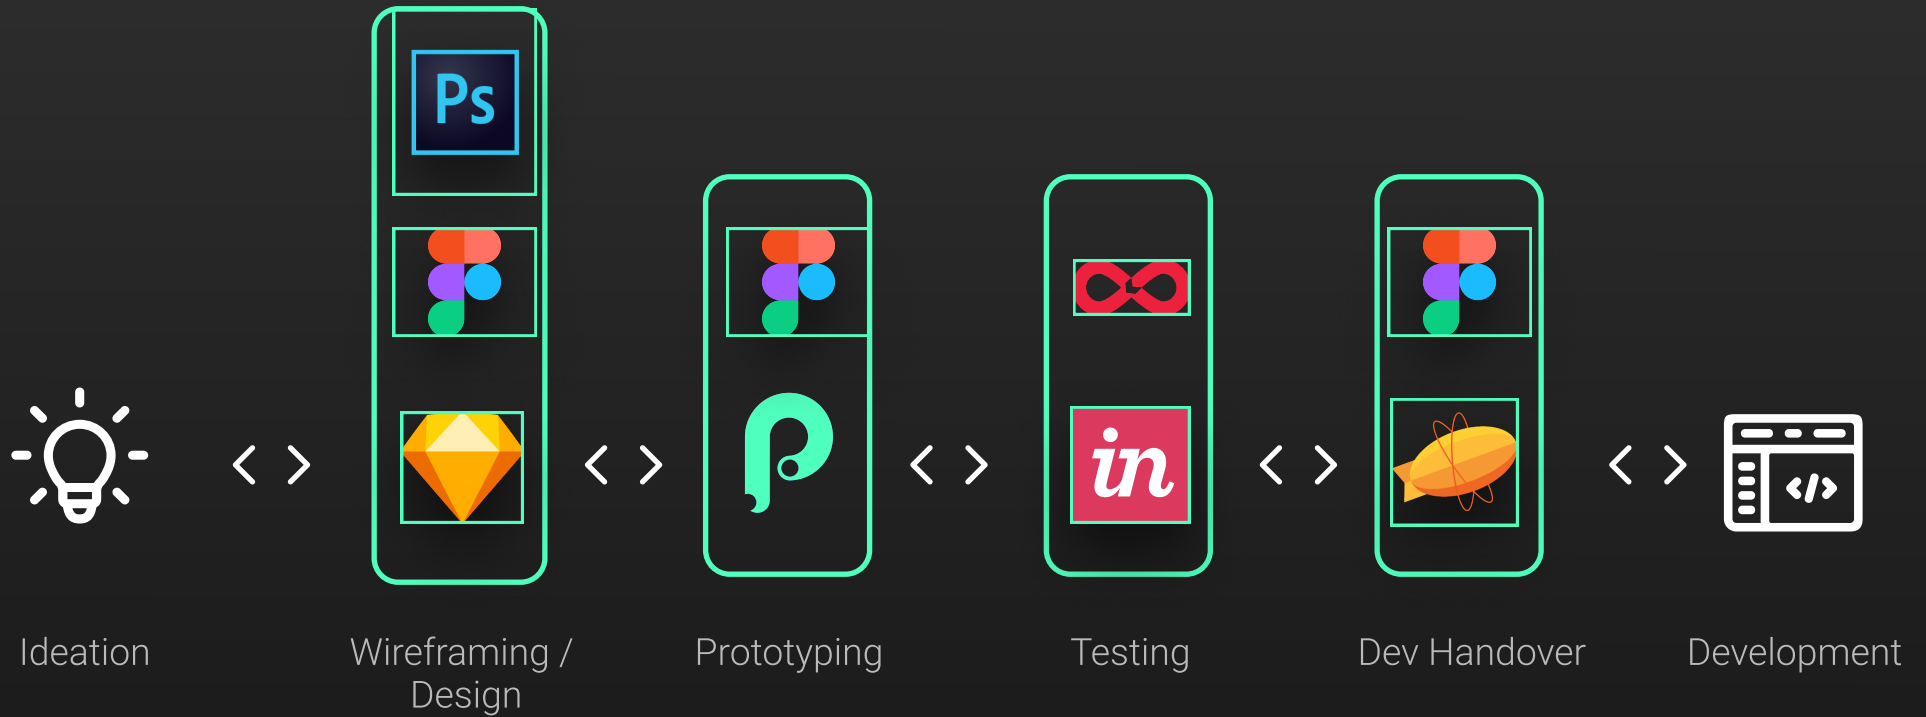 Ps
in
</>
Ideation
Wireframing /
Design
Prototyping
Testing
Dev Handover
Development